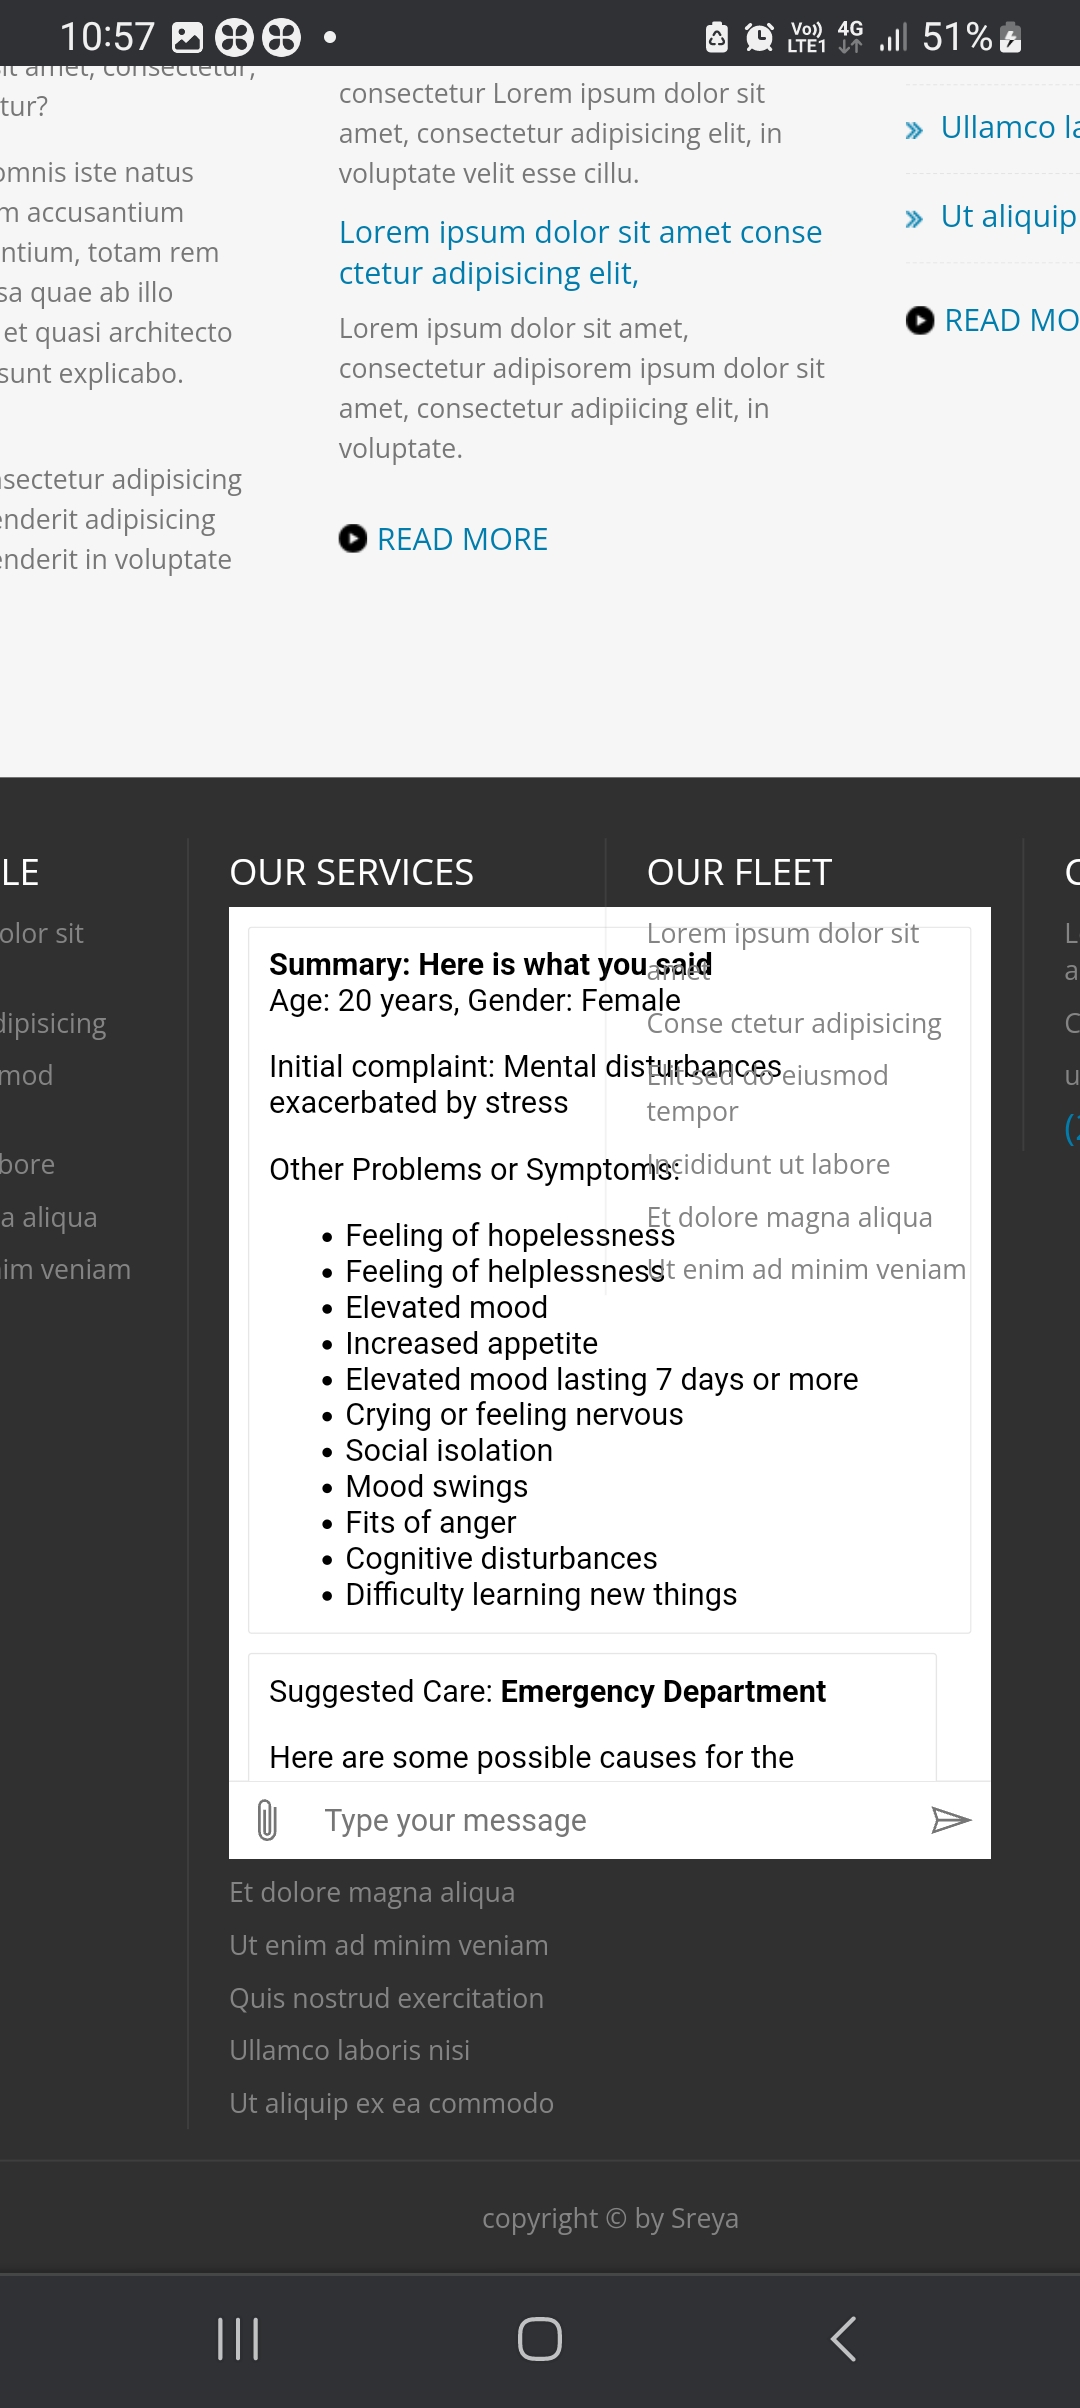 10:57
Vo)) LTE1 4G 51%
sit amet, consectetur,
tur?
omnis iste natus
m accusantium
ntium, totam rem
sa quae ab illo
et quasi architecto
sunt explicabo.
nsectetur adipisicing
enderit adipisicing
enderit in voluptate
consectetur Lorem ipsum dolor sit
amet, consectetur adipisicing elit, in
voluptate velit esse cillu.
Lorem ipsum dolor sit amet conse
ctetur adipisicing elit,
Lorem ipsum dolor sit amet,
consectetur adipisorem ipsum dolor sit
amet, consectetur adipiicing elit, in
voluptate.
READ MORE
Ullamco la
Ut aliquip
READ MO
LE
olor sit
dipisicing
mod
bore
a aliqua
nim veniam
OUR SERVICES
Summary: Here is what you said
Age: 20 years, Gender: Female
Initial complaint: Mental disturbances
exacerbated by stress
Other Problems or Symptoms:
• Feeling of hopelessness
• Feeling of helplessness
• Elevated mood
• Increased appetite
• Elevated mood lasting 7 days or more
• Crying or feeling nervous
• Social isolation
• Mood swings
• Fits of anger
• Cognitive disturbances
• Difficulty learning new things
Suggested Care: Emergency Department
Here are some possible causes for the
Type your message
Et dolore magna aliqua
Ut enim ad minim veniam
Quis nostrud exercitation
Ullamco laboris nisi
Ut aliquip ex ea commodo
OUR FLEET
Lorem ipsum dolor sit
amet
Conse ctetur adipisicing
Elit sed do eiusmod
tempor
Incididunt ut labore
Et dolore magna aliqua
Ut enim ad minim veniam
copyright © by Sreya